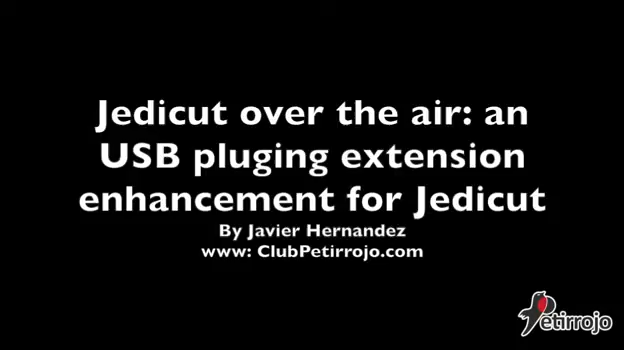 Jedicut over the air: an
USB pluging extension
enhancement for Jedicut
By Javier Hernandez
www: ClubPetirrojo.com
Petirrojo